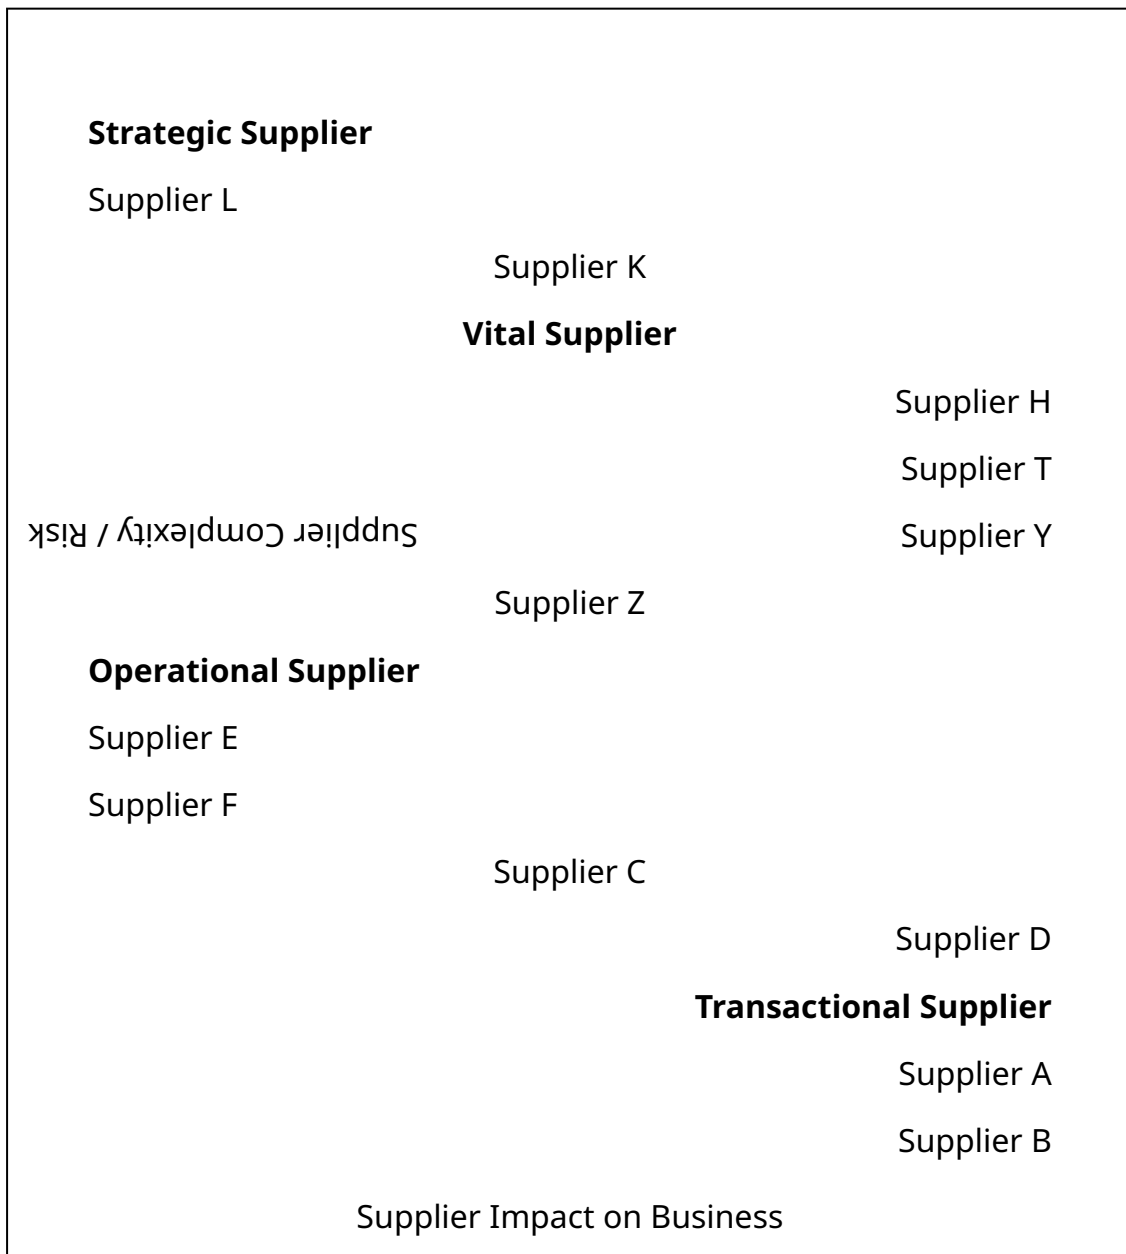 Strategic Supplier
Supplier L
Supplier K
Vital Supplier
Supplier H
Supplier T
Supplier Complexity / Risk
Supplier Y
Supplier Z
Operational Supplier
Supplier E
Supplier F
Supplier C
Supplier D
Transactional Supplier
Supplier A
Supplier B
Supplier Impact on Business